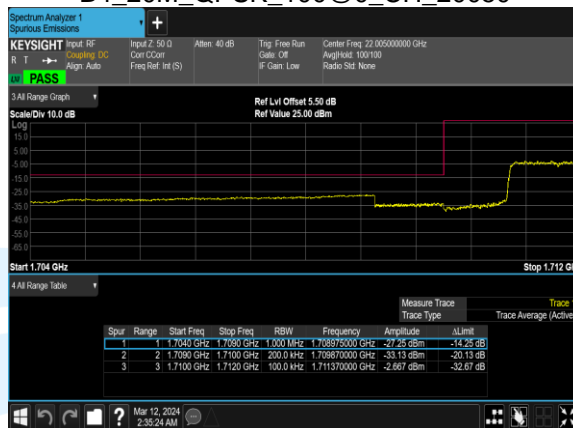 Spectrum Analyzer 1
Spurious Emissions
KEYSIGHT Input: RF Input Z: 50 Ω Atten: 40 dB Trig: Free Run Center Freq: 22.005000000 GHz
R T Coupling: DC Corr CCorr Gate: Off Avg|Hold: 100/100
Align: Auto Freq Ref: Int (S) IF Gain: Low Radio Std: None
PASS
3 All Range Graph Ref Lvl Offset 5.50 dB
Scale/Div 10.0 dB Ref Value 25.00 dBm
Log
15.0
5.00
-5.00
-15.0
-25.0
-35.0
-45.0
-55.0
-65.0
Start 1.704 GHz Stop 1.712 G
4 All Range Table
Measure Trace Trace
Trace Type Trace Average (Active
Spur Range Start Freq Stop Freq RBW Frequency Amplitude ΔLimit
1 1 1.7040 GHz 1.7090 GHz 1.000 MHz 1.708975000 GHz -27.25 dBm -14.25 dB
2 2 1.7090 GHz 1.7100 GHz 200.0 kHz 1.709870000 GHz -33.13 dBm -20.13 dB
3 3 1.7100 GHz 1.7120 GHz 100.0 kHz 1.711370000 GHz -2.667 dBm -32.67 dB
Mar 12, 2024
2:35:24 AM